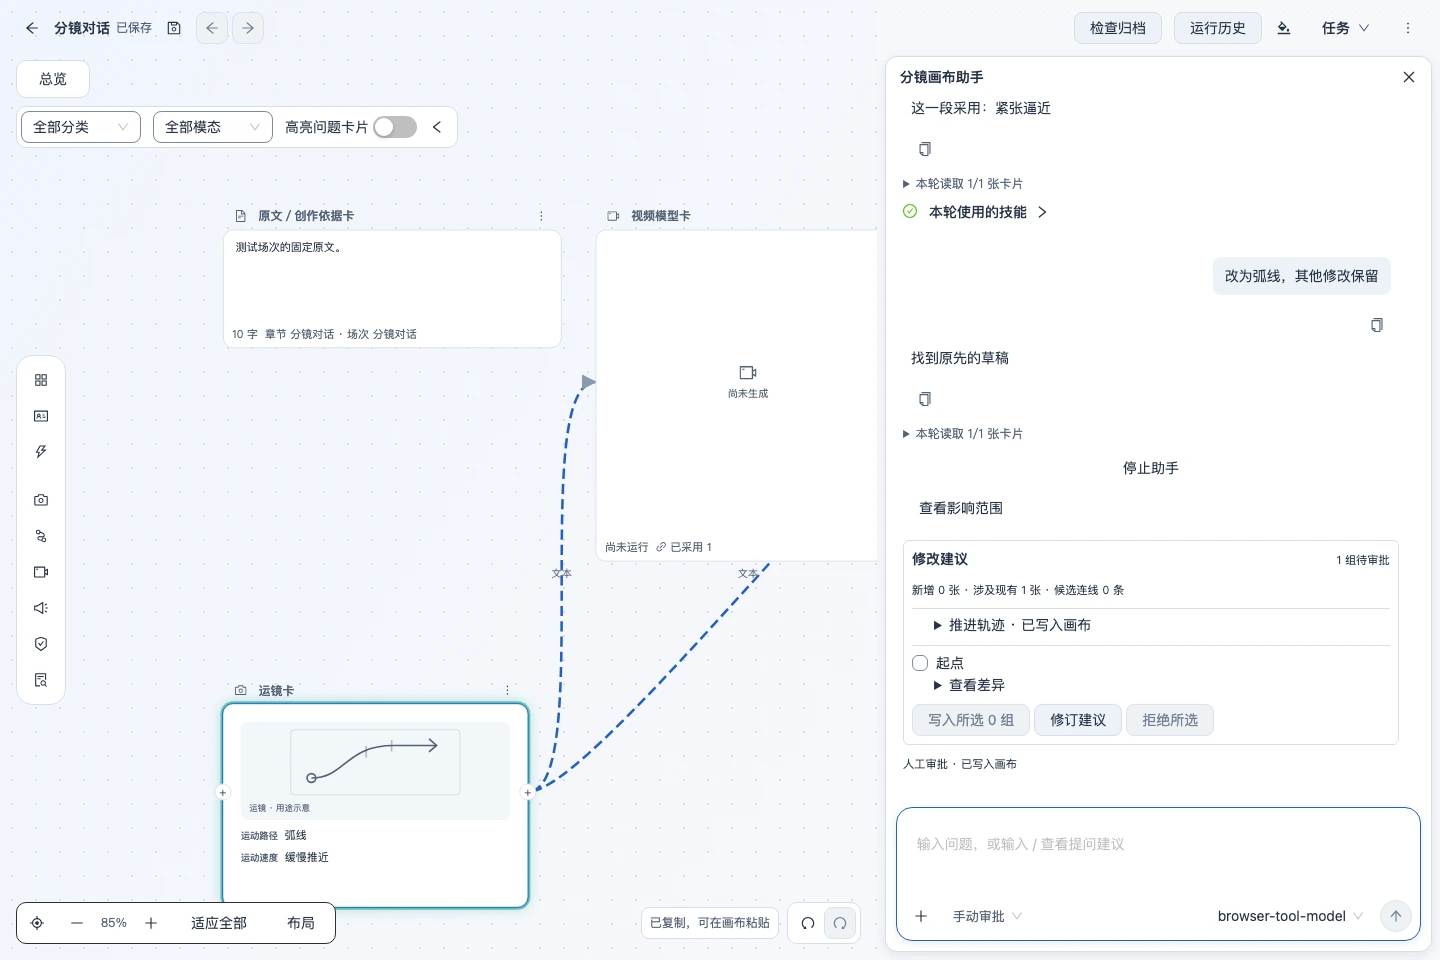 分镜对话 已保存
检查归档 运行历史 任务
总览
全部分类 全部模态 高亮问题卡片
原文 / 创作依据卡
测试场次的固定原文。
10 字 章节 分镜对话 · 场次 分镜对话
视频模型卡
尚未生成
尚未运行 已采用 1
文本 文本
运镜卡
运镜 · 用途示意
运动路径 弧线
运动速度 缓慢推近
85% 适应全部 布局
已复制，可在画布粘贴
分镜画布助手
这一段采用：紧张逼近
本轮读取 1/1 张卡片
本轮使用的技能
改为弧线，其他修改保留
找到原先的草稿
本轮读取 1/1 张卡片
停止助手
查看影响范围
修改建议 1 组待审批
新增 0 张 · 涉及现有 1 张 · 候选连线 0 条
推进轨迹 · 已写入画布
起点
查看差异
写入所选 0 组 修订建议 拒绝所选
人工审批 · 已写入画布
输入问题，或输入 / 查看提问建议
手动审批 browser-tool-model